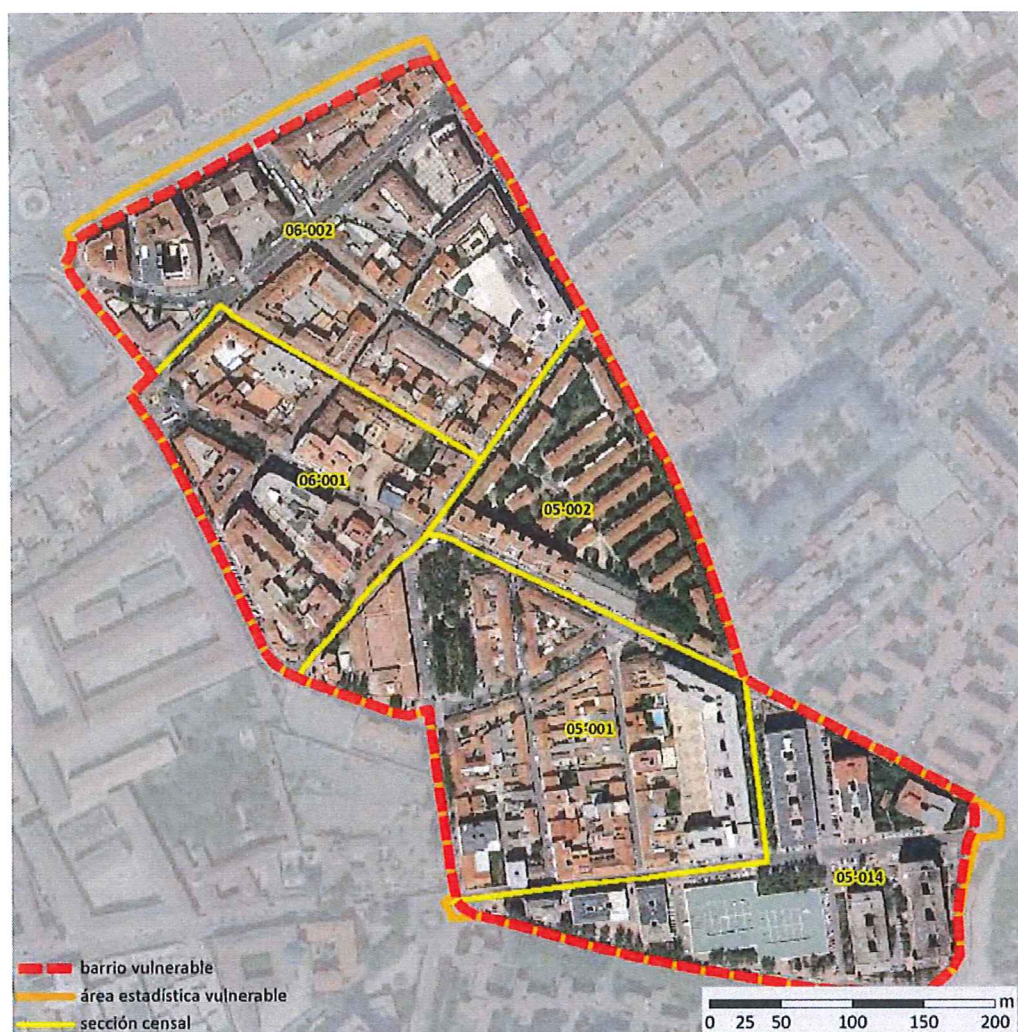 06-002
06-001
05-002
05-001
05-014
barrio vulnerable
área estadística vulnerable
sección censal
m
0 25 50 100 150 200